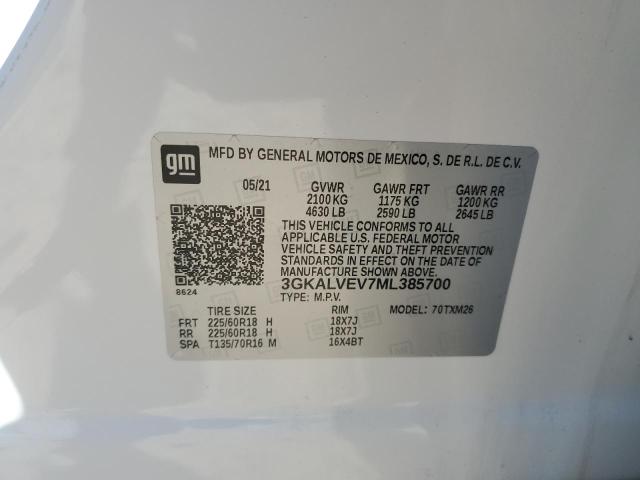 gm MFD BY GENERAL MOTORS DE MEXICO, S. DE R.L. DE C.V.
05/21 GVWR GAWR FRT GAWR RR
2100 KG 1175 KG 1200 KG
4630 LB 2590 LB 2645 LB
THIS VEHICLE CONFORMS TO ALL
APPLICABLE U.S. FEDERAL MOTOR
VEHICLE SAFETY AND THEFT PREVENTION
STANDARDS IN EFFECT ON THE DATE OF
MANUFACTURE SHOWN ABOVE.
8624 3GKALVEV7ML385700
TYPE: M.P.V. MODEL: 70TXM26
TIRE SIZE RIM
FRT 225/60R18 H 18X7J
RR 225/60R18 H 18X7J
SPA T135/70R16 M 16X4BT